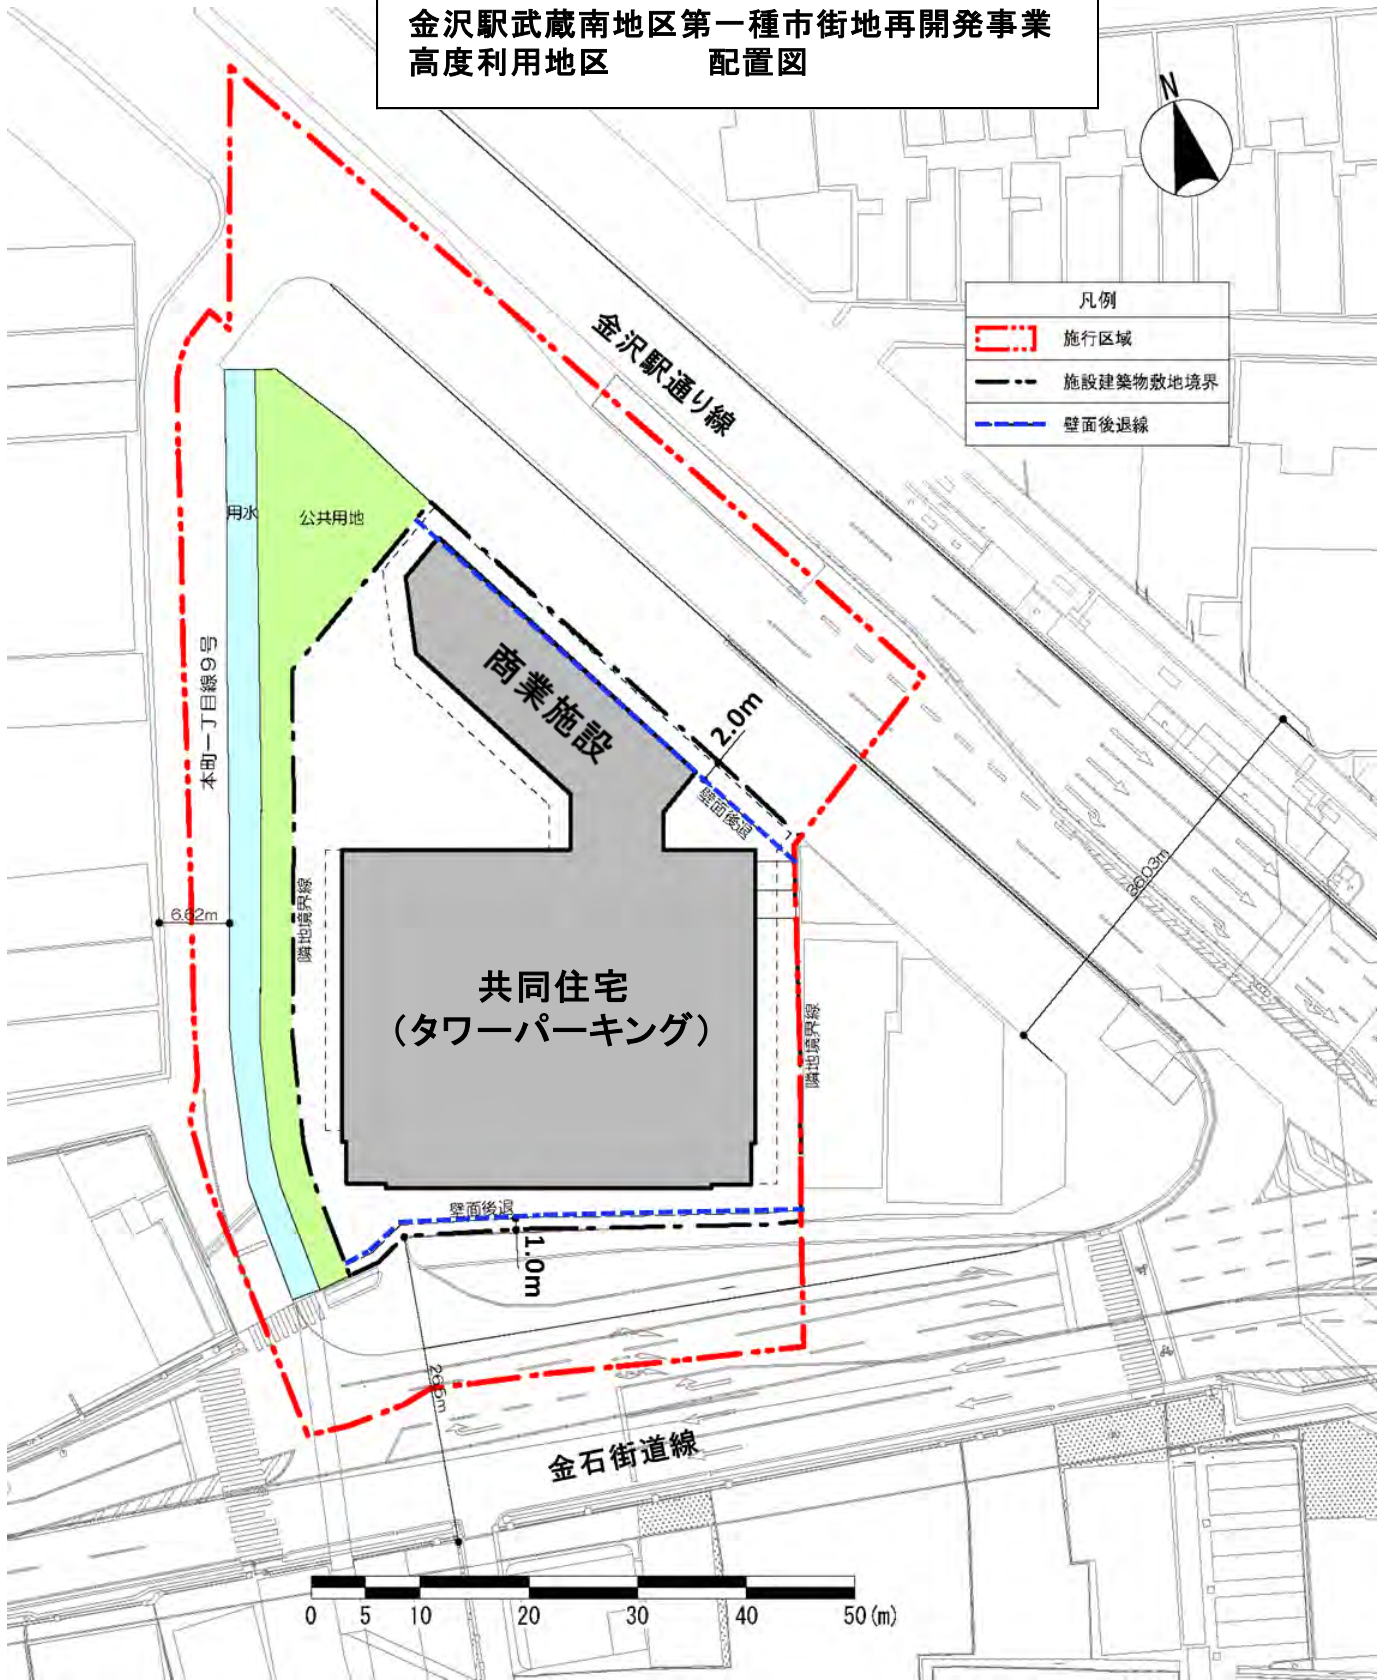 金沢駅武蔵南地区第一種市街地再開発事業
高度利用地区 配置図
N
凡例
施行区域
施設建築物敷地境界
壁面後退線
金沢駅通り線
用水
公共用地
本町一丁目線9号
商業施設
2.0m
壁面後退
36.03m
6.62m
隣地境界線
共同住宅
(タワーパーキング)
隣地境界線
壁面後退
1.0m
金石街道線
0 5 10 20 30 40 50(m)